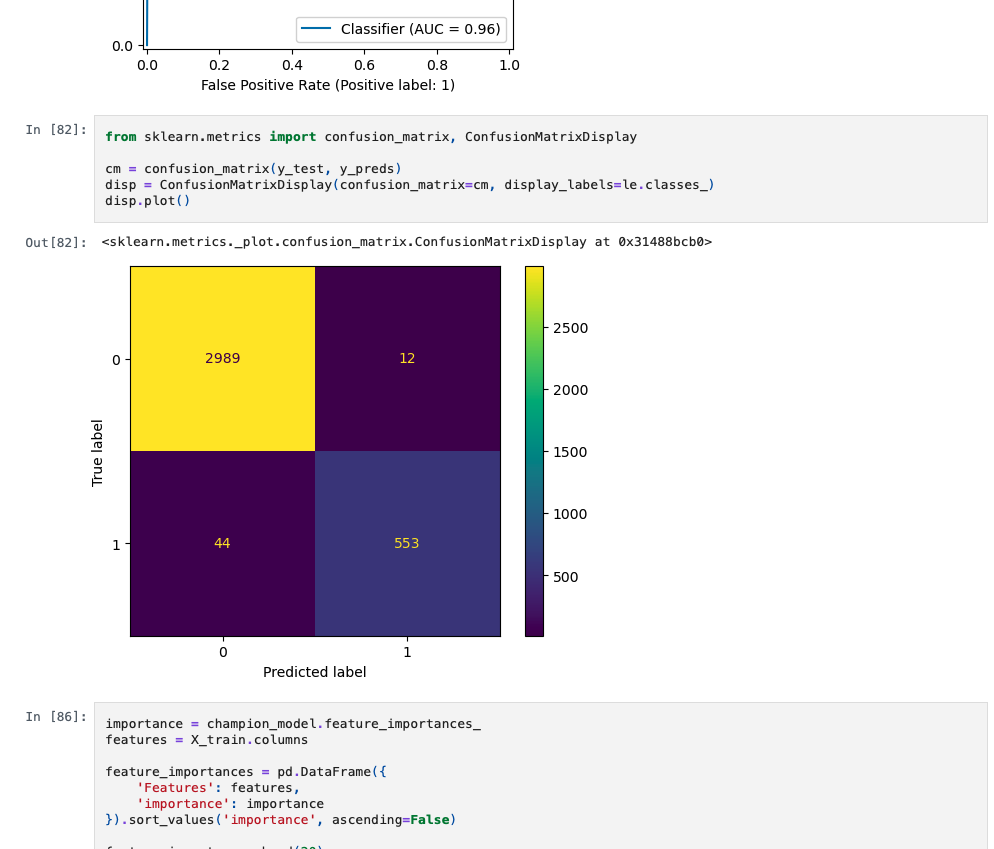 Classifier (AUC = 0.96)
0.0
0.0 0.2 0.4 0.6 0.8 1.0
False Positive Rate (Positive label: 1)
In [82]:
from sklearn.metrics import confusion_matrix, ConfusionMatrixDisplay
cm = confusion_matrix(y_test, y_preds)
disp = ConfusionMatrixDisplay(confusion_matrix=cm, display_labels=le.classes_)
disp.plot()
Out[82]: <sklearn.metrics._plot.confusion_matrix.ConfusionMatrixDisplay at 0x31488bcb0>
2500
2000
1500
1000
500
0
2989 12
True label
1
44 553
0 1
Predicted label
In [86]:
importance = champion_model.feature_importances_
features = X_train.columns
feature_importances = pd.DataFrame({
    'Features': features,
    'importance': importance
}).sort_values('importance', ascending=False)